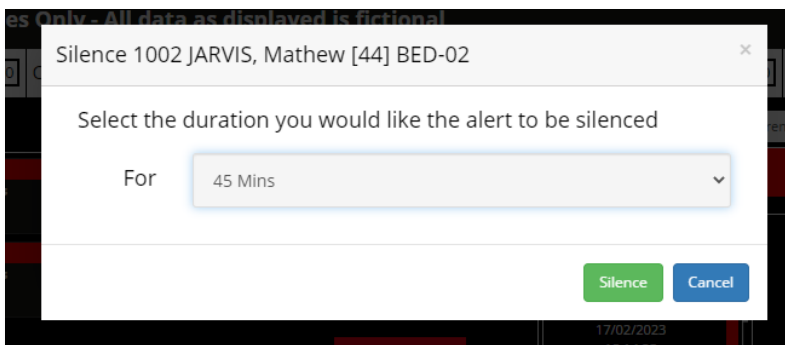 es Only - All data as displayed is fictional
Silence 1002 JARVIS, Mathew [44] BED-02
×
Select the duration you would like the alert to be silenced
For
45 Mins
Silence
Cancel
17/02/2023